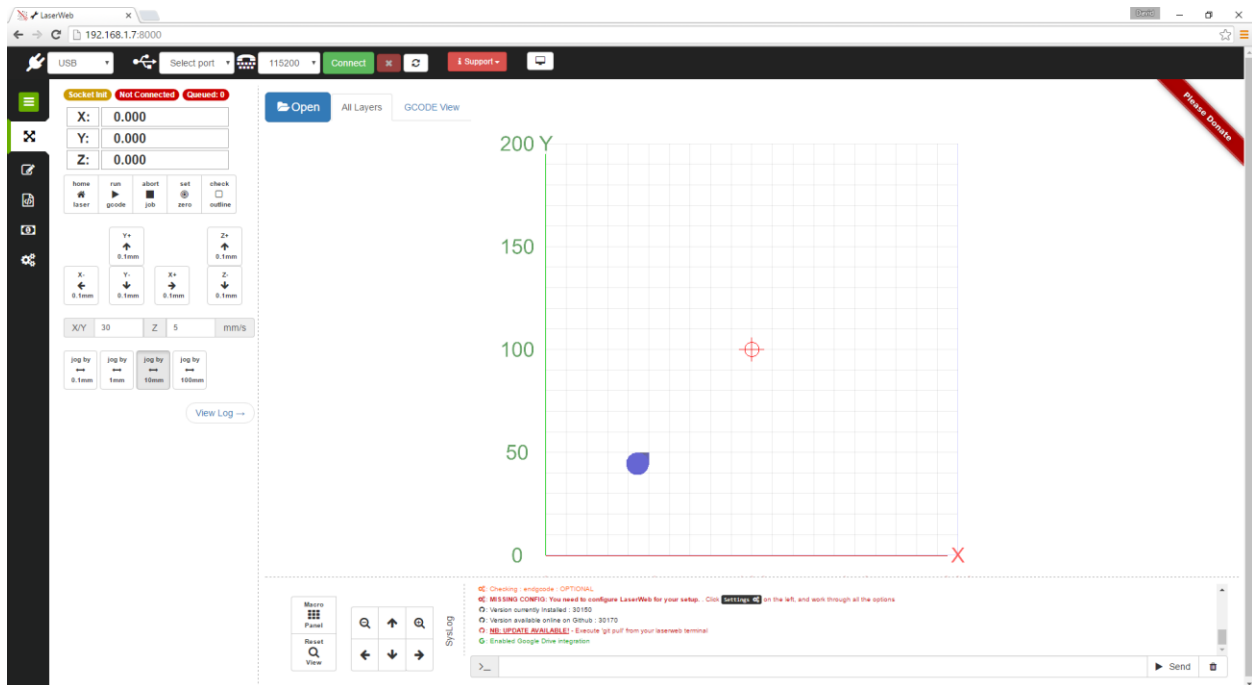 LaserWeb
David
192.168.1.7:8000
USB
Select port
115200
Connect
Support
Please Donate
Socket Init Not Connected Queued: 0
X: 0.000
Y: 0.000
Z: 0.000
home run abort set check
laser gcode job zero outline
Y+ Z+
0.1mm 0.1mm
X- Y- X+ Z-
0.1mm 0.1mm 0.1mm 0.1mm
X/Y 30 Z 5 mm/s
jog by jog by jog by jog by
0.1mm 1mm 10mm 100mm
View Log →
Open All Layers GCODE View
200 Y
150
100
50
0 X
Macro
Panel
Reset
View
SysLog
: Checking : endgcode : OPTIONAL
: MISSING CONFIG: You need to configure LaserWeb for your setup. . Click Settings on the left, and work through all the options
: Version currently installed : 30150
: Version available online on Github : 30170
: NB: UPDATE AVAILABLE! - Execute 'git pull' from your laserweb terminal
: Enabled Google Drive integration
>_ Send